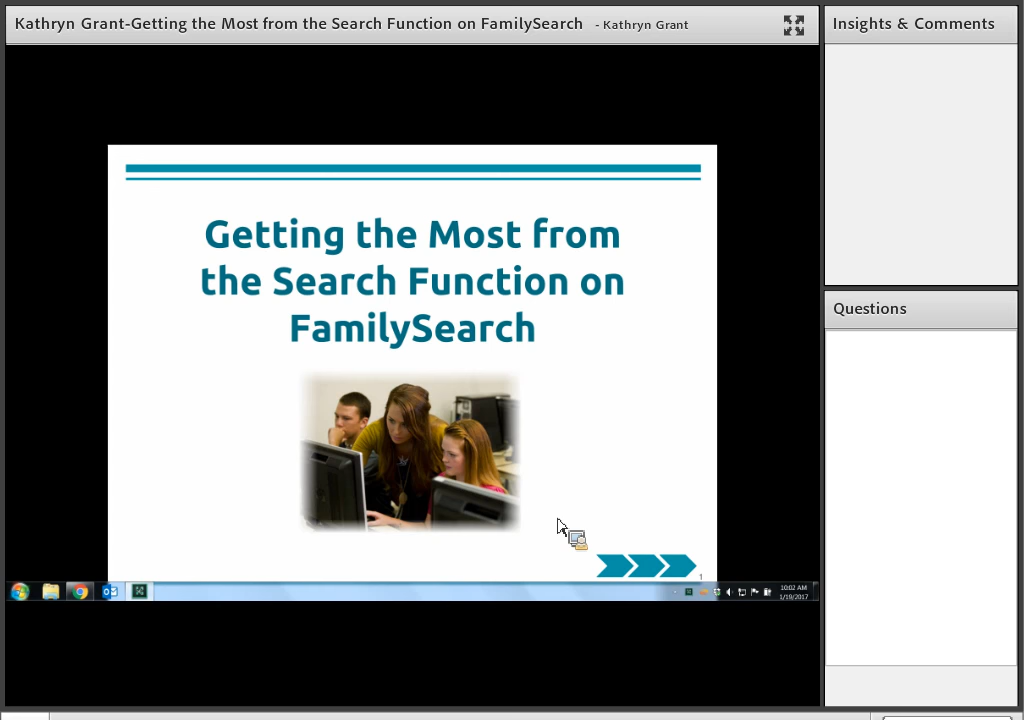 Kathryn Grant-Getting the Most from the Search Function on FamilySearch - Kathryn Grant
Insights & Comments
Getting the Most from
the Search Function on
FamilySearch
Questions
1
10:02 AM
1/19/2017